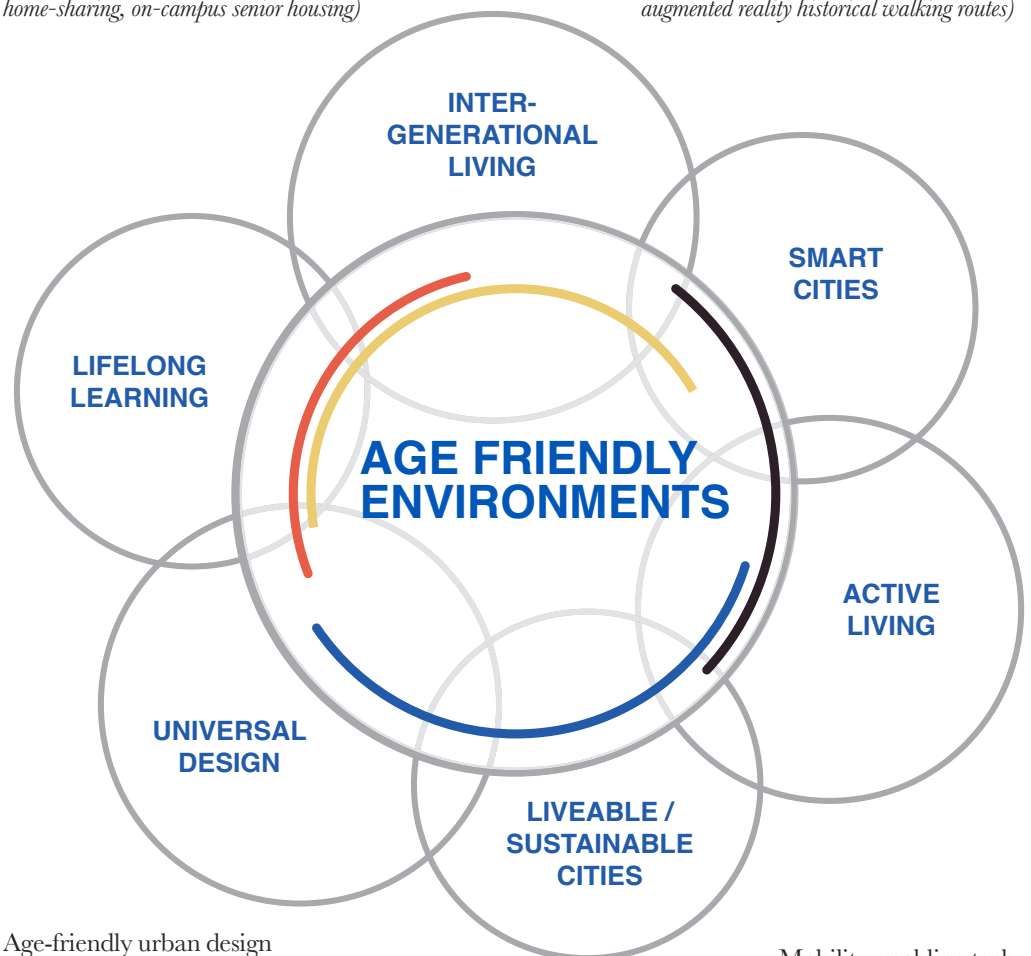 home-sharing, on-campus senior housing)
augmented reality historical walking routes)
INTER-
GENERATIONAL
LIVING
SMART
CITIES
LIFELONG
LEARNING
AGE FRIENDLY
ENVIRONMENTS
ACTIVE
LIVING
UNIVERSAL
DESIGN
LIVEABLE /
SUSTAINABLE
CITIES
Age-friendly urban design